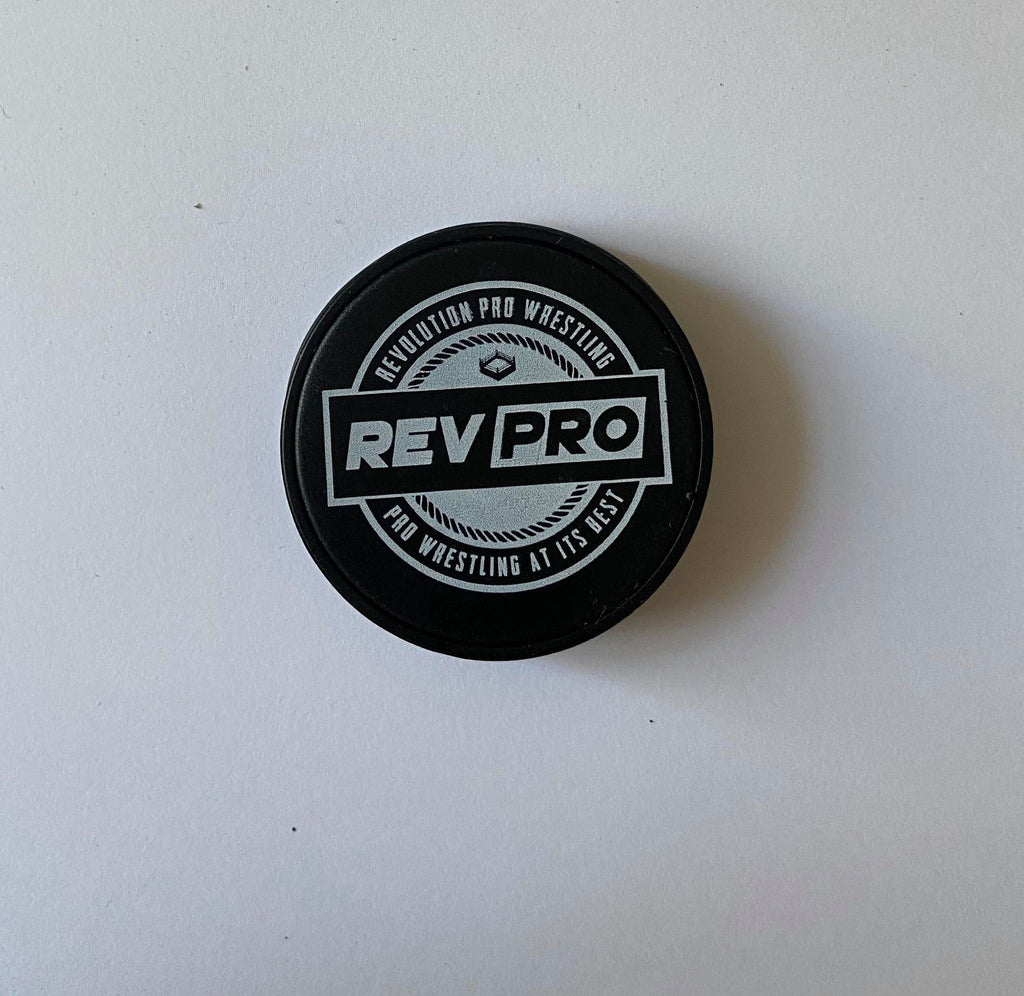 REVOLUTION PRO WRESTLING
REV PRO
PRO WRESTLING AT ITS BEST